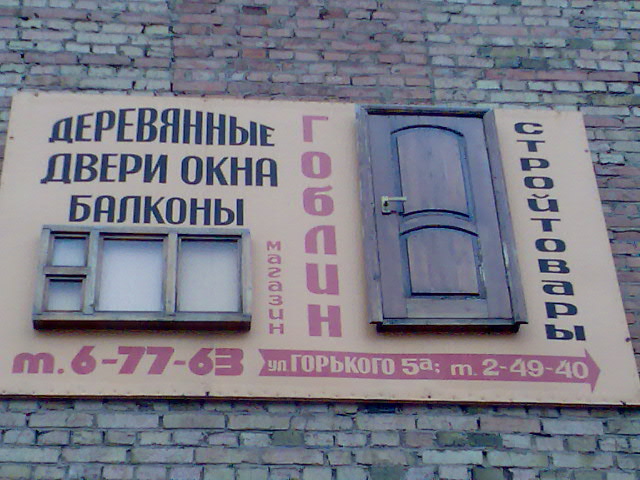 ДЕРЕВЯННЫЕ
ДВЕРИ ОКНА
БАЛКОНЫ
магазин
ГОБЛИН
стройтовары
т. 6-77-63
ул ГОРЬКОГО 5а; т. 2-49-40